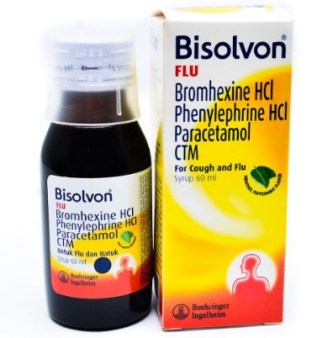 Bisolvon®
FLU
Bromhexine HCl
Phenylephrine HCl
Paracetamol
CTM
Untuk Flu dan Batuk
Syrup 60 ml
Boehringer
Ingelheim
Bisolvon®
FLU
Bromhexine HCl
Phenylephrine HCl
Paracetamol
CTM
For Cough and Flu
Syrup 60 ml
Boehringer
Ingelheim